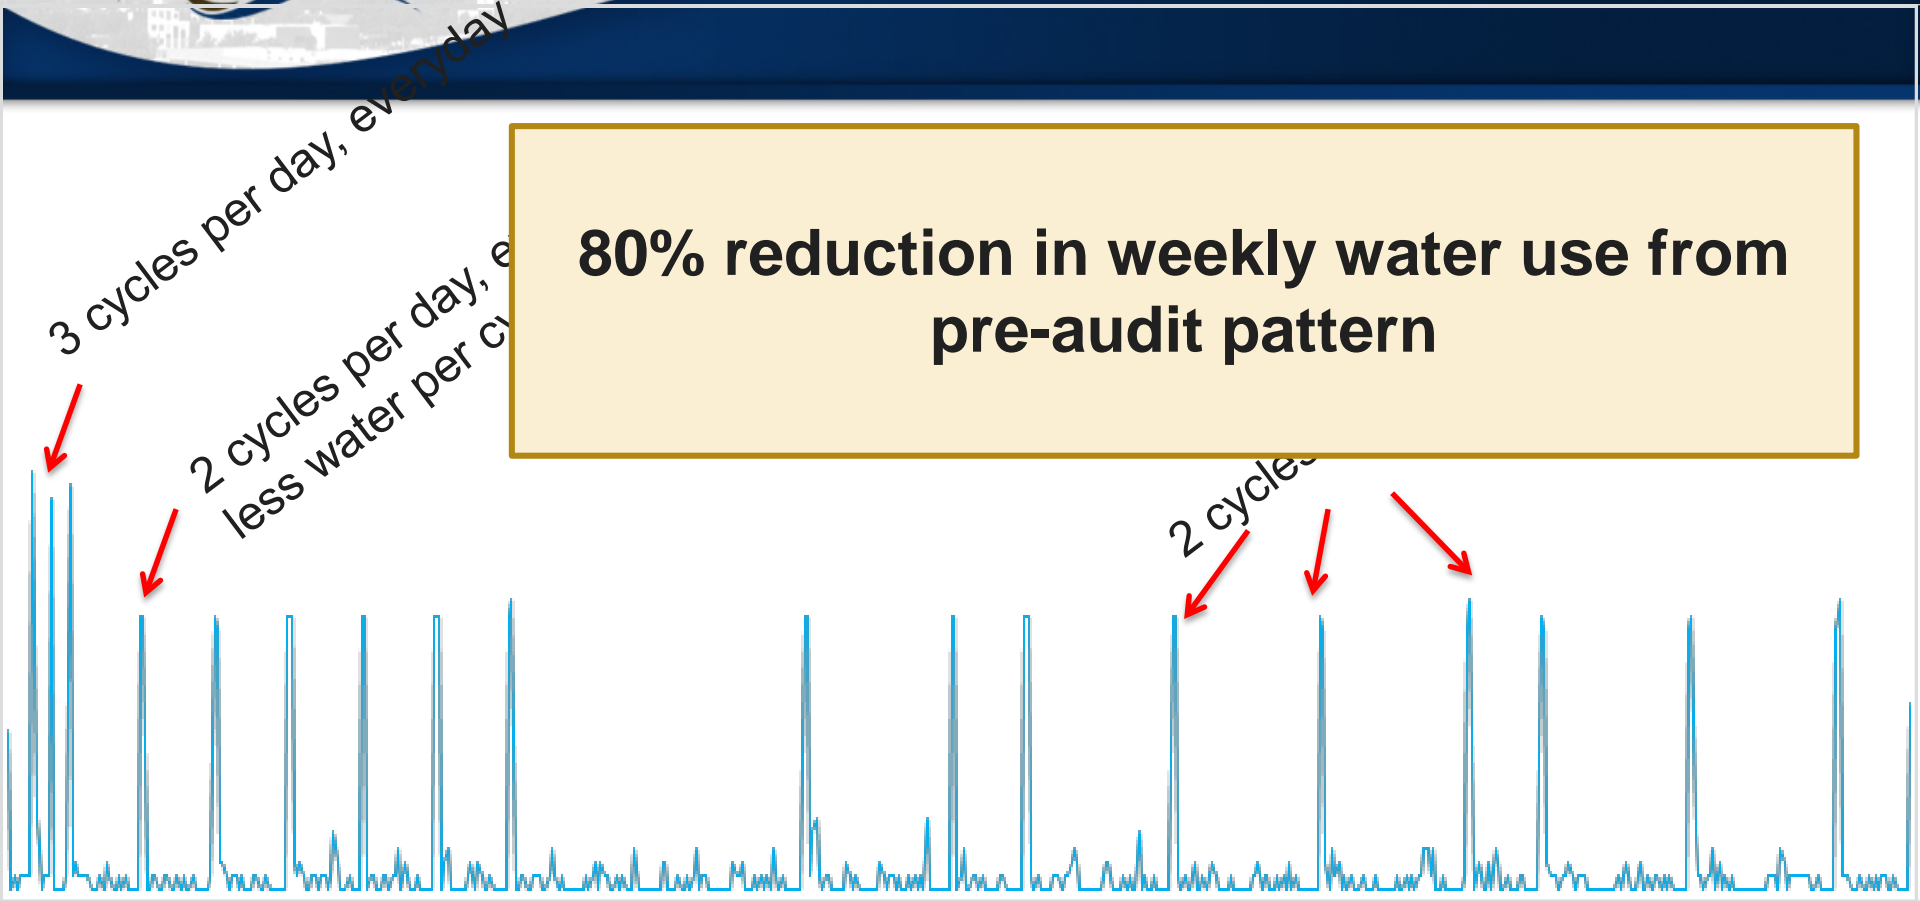 3 cycles per day, everyday
2 cycles per day,
less water per
80% reduction in weekly water use from
pre-audit pattern
2 cycles